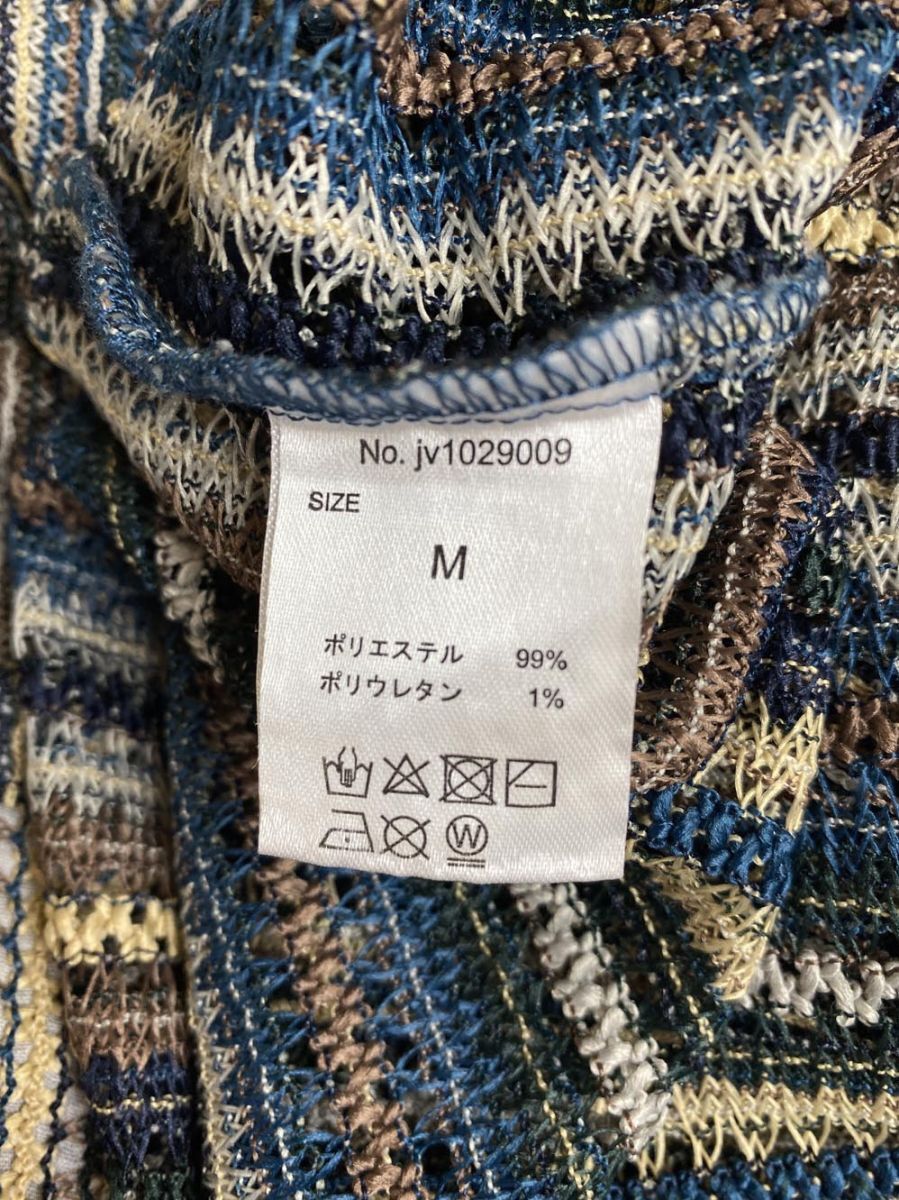 No. jv1029009
SIZE
M
ポリエステル 99%
ポリウレタン 1%
W